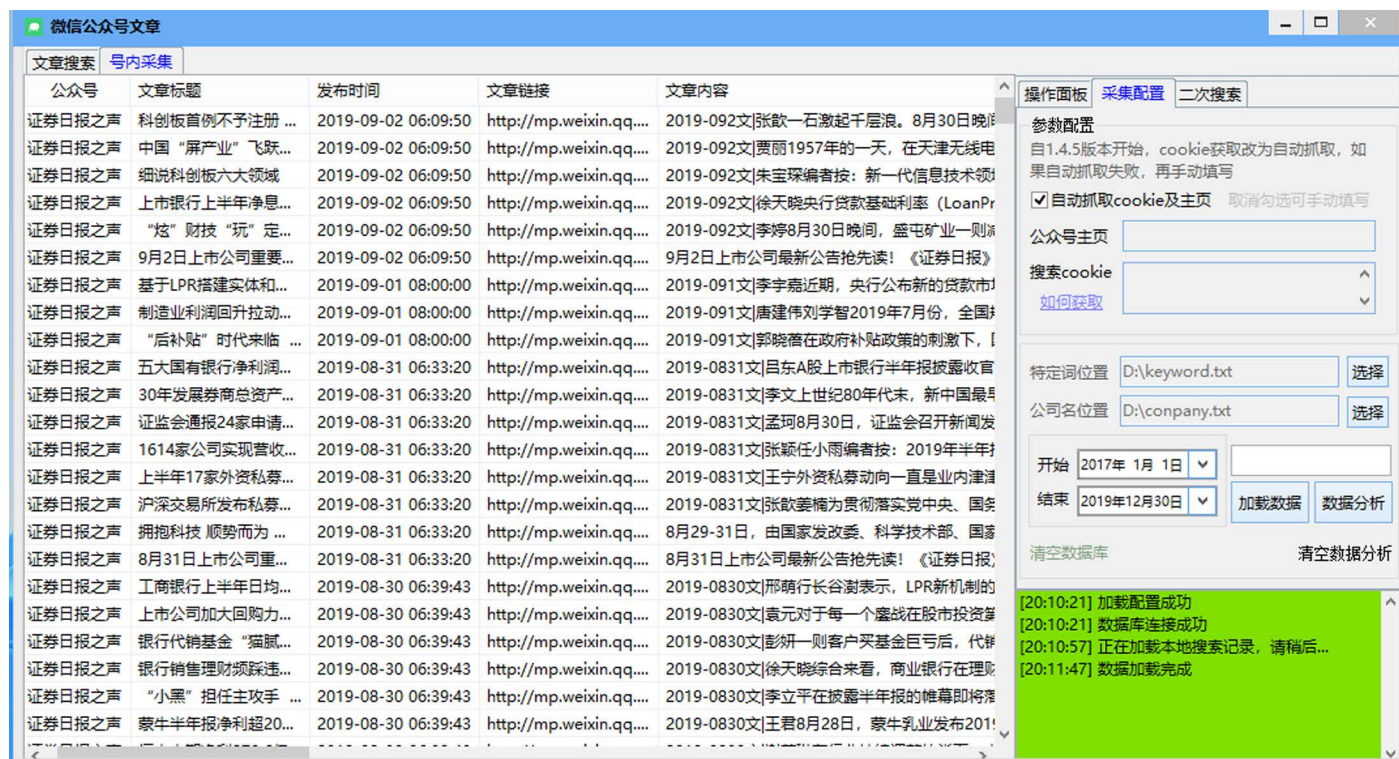 微信公众号文章
文章搜索 号内采集
公众号 文章标题 发布时间 文章链接 文章内容
证券日报之声 科创板首例不予注册 ... 2019-09-02 06:09:50 http://mp.weixin.qq.... 2019-092文|张歆一石激起千层浪。8月30日晚间
证券日报之声 中国“屏产业”飞跃... 2019-09-02 06:09:50 http://mp.weixin.qq.... 2019-092文|贾丽1957年的一天，在天津无线电
证券日报之声 细说科创板六大领域 2019-09-02 06:09:50 http://mp.weixin.qq.... 2019-092文|朱宝琛编者按：新一代信息技术领域
证券日报之声 上市银行上半年净息... 2019-09-02 06:09:50 http://mp.weixin.qq.... 2019-092文|徐天晓央行贷款基础利率（LoanPr
证券日报之声 “炫”财技“玩”定... 2019-09-02 06:09:50 http://mp.weixin.qq.... 2019-092文|李婷8月30日晚间，盛屯矿业一则减
证券日报之声 9月2日上市公司重要... 2019-09-02 06:09:50 http://mp.weixin.qq.... 9月2日上市公司最新公告抢先读！《证券日报》
证券日报之声 基于LPR搭建实体和... 2019-09-01 08:00:00 http://mp.weixin.qq.... 2019-091文|李宇嘉近期，央行公布新的贷款市场
证券日报之声 制造业利润回升拉动... 2019-09-01 08:00:00 http://mp.weixin.qq.... 2019-091文|唐建伟刘学智2019年7月份，全国规
证券日报之声 “后补贴”时代来临 ... 2019-09-01 08:00:00 http://mp.weixin.qq.... 2019-091文|郭晓蓓在政府补贴政策的刺激下，
证券日报之声 五大国有银行净利润... 2019-08-31 06:33:20 http://mp.weixin.qq.... 2019-0831文|吕东A股上市银行半年报披露收官
证券日报之声 30年发展券商总资产... 2019-08-31 06:33:20 http://mp.weixin.qq.... 2019-0831文|李文上世纪80年代末，新中国最早
证券日报之声 证监会通报24家申请... 2019-08-31 06:33:20 http://mp.weixin.qq.... 2019-0831文|孟珂8月30日，证监会召开新闻发
证券日报之声 1614家公司实现营收... 2019-08-31 06:33:20 http://mp.weixin.qq.... 2019-0831文|张颖任小雨编者按：2019年半年报
证券日报之声 上半年17家外资私募... 2019-08-31 06:33:20 http://mp.weixin.qq.... 2019-0831文|王宁外资私募动向一直是业内津津
证券日报之声 沪深交易所发布私募... 2019-08-31 06:33:20 http://mp.weixin.qq.... 2019-0831文|张歆姜楠为贯彻落实党中央、国务
证券日报之声 拥抱科技 顺势而为 ... 2019-08-31 06:33:20 http://mp.weixin.qq.... 8月29-31日，由国家发改委、科学技术部、国家
证券日报之声 8月31日上市公司重... 2019-08-31 06:33:20 http://mp.weixin.qq.... 8月31日上市公司最新公告抢先读！《证券日报》
证券日报之声 工商银行上半年日均... 2019-08-30 06:39:43 http://mp.weixin.qq.... 2019-0830文|邢萌行长谷澍表示，LPR新机制的
证券日报之声 上市公司加大回购力... 2019-08-30 06:39:43 http://mp.weixin.qq.... 2019-0830文|袁元对于每一个鏖战在股市投资第
证券日报之声 银行代销基金“猫腻... 2019-08-30 06:39:43 http://mp.weixin.qq.... 2019-0830文|彭妍一则客户买基金巨亏后，代销
证券日报之声 银行销售理财频踩违... 2019-08-30 06:39:43 http://mp.weixin.qq.... 2019-0830文|徐天晓综合来看，商业银行在理财
证券日报之声 “小黑”担任主攻手 ... 2019-08-30 06:39:43 http://mp.weixin.qq.... 2019-0830文|李立平在披露半年报的帷幕即将落
证券日报之声 蒙牛半年报净利超20... 2019-08-30 06:39:43 http://mp.weixin.qq.... 2019-0830文|王君8月28日，蒙牛乳业发布2019
操作面板 采集配置 二次搜索
参数配置
自1.4.5版本开始，cookie获取改为自动抓取，如
果自动抓取失败，再手动填写
自动抓取cookie及主页 取消勾选可手动填写
公众号主页
搜索cookie
如何获取
特定词位置 D:\keyword.txt 选择
公司名位置 D:\conpany.txt 选择
开始 2017年 1月 1日
结束 2019年12月30日 加载数据 数据分析
清空数据库 清空数据分析
[20:10:21] 加载配置成功
[20:10:21] 数据库连接成功
[20:10:57] 正在加载本地搜索记录，请稍后...
[20:11:47] 数据加载完成